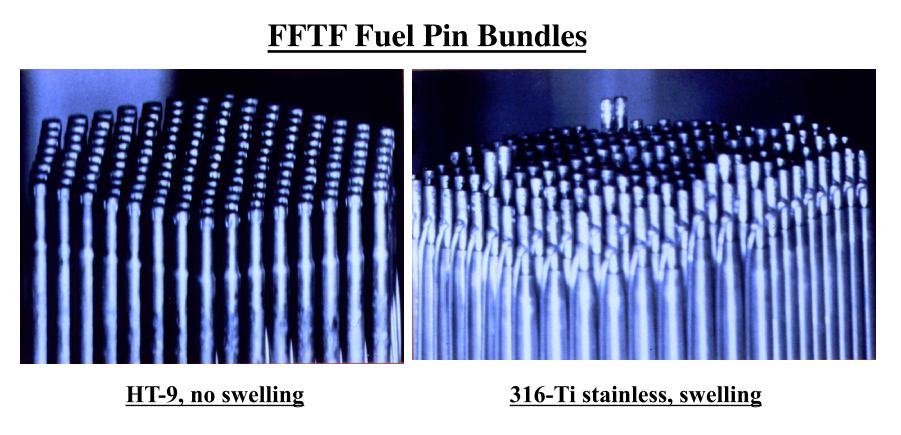 FFTF Fuel Pin Bundles
HT-9, no swelling
316-Ti stainless, swelling